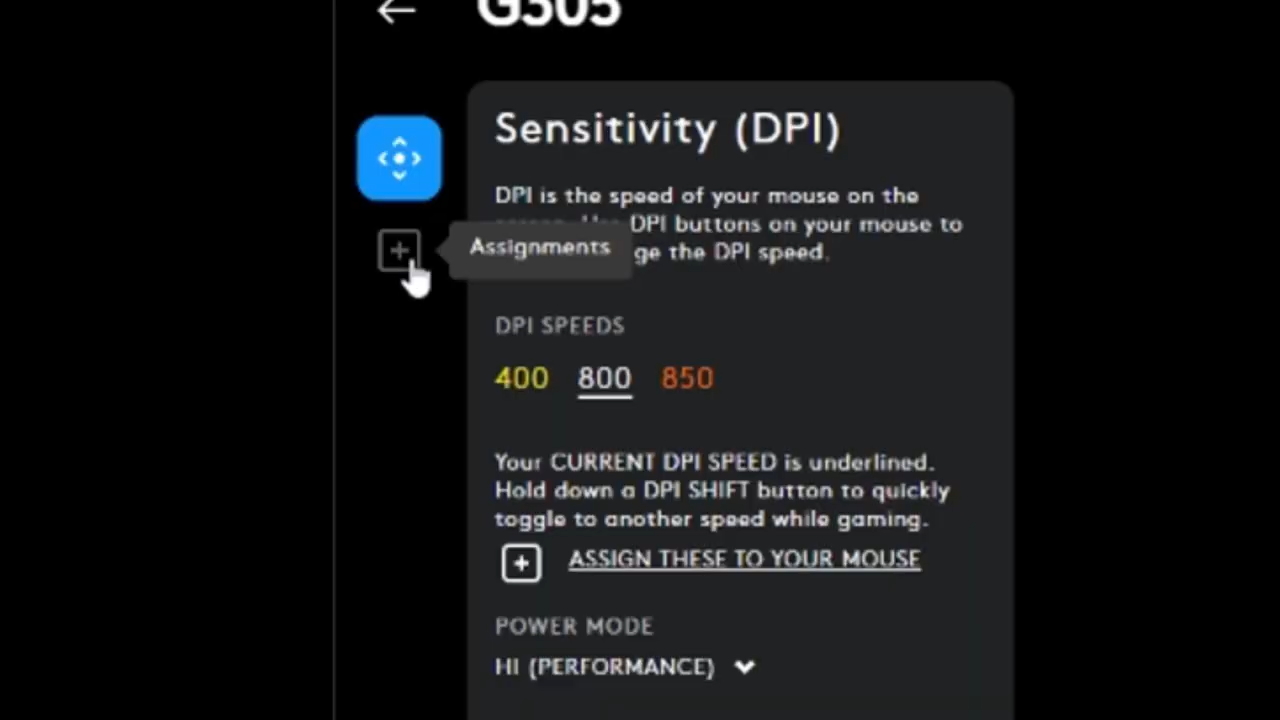 G305
Sensitivity (DPI)
DPI is the speed of your mouse on the
DPI buttons on your mouse to
ge the DPI speed.
Assignments
DPI SPEEDS
400 800 850
Your CURRENT DPI SPEED is underlined.
Hold down a DPI SHIFT button to quickly
toggle to another speed while gaming.
ASSIGN THESE TO YOUR MOUSE
POWER MODE
HI (PERFORMANCE)